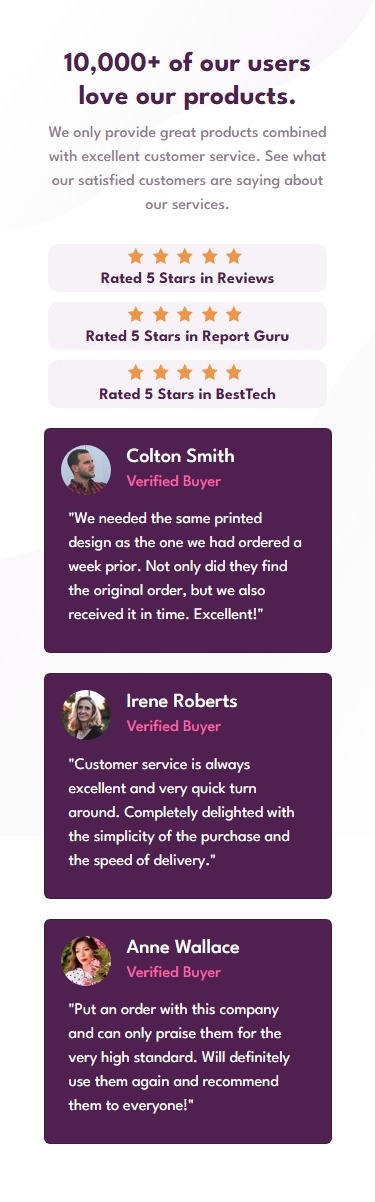 10,000+ of our users
love our products.
We only provide great products combined
with excellent customer service. See what
our satisfied customers are saying about
our services.
Rated 5 Stars in Reviews
Rated 5 Stars in Report Guru
Rated 5 Stars in BestTech
Colton Smith
Verified Buyer
"We needed the same printed
design as the one we had ordered a
week prior. Not only did they find
the original order, but we also
received it in time. Excellent!"
Irene Roberts
Verified Buyer
"Customer service is always
excellent and very quick turn
around. Completely delighted with
the simplicity of the purchase and
the speed of delivery."
Anne Wallace
Verified Buyer
"Put an order with this company
and can only praise them for the
very high standard. Will definitely
use them again and recommend
them to everyone!"